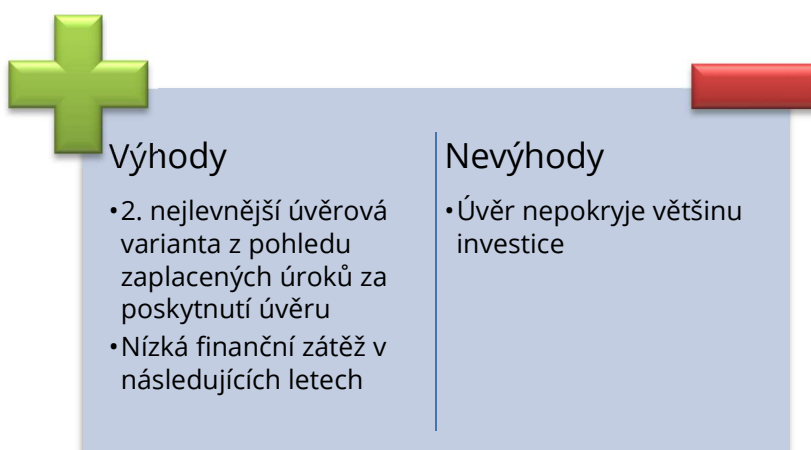 Výhody
•2. nejlevnější úvěrová
varianta z pohledu
zaplacených úroků za
poskytnutí úvěru
•Nízká finanční zátěž v
následujících letech
Nevýhody
•Úvěr nepokryje většinu
investice